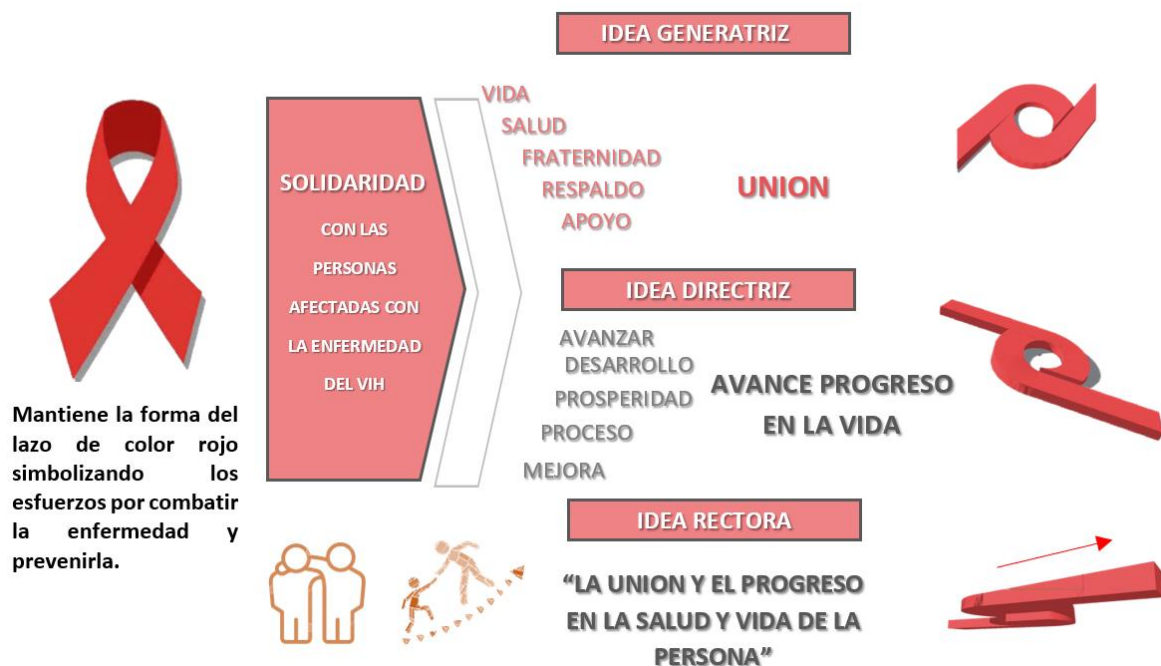 IDEA GENERATRIZ
SOLIDARIDAD
CON LAS
PERSONAS
AFECTADAS CON
LA ENFERMEDAD
DEL VIH
VIDA
SALUD
FRATERNIDAD
RESPALDO
APOYO
UNION
IDEA DIRECTRIZ
AVANZAR
DESARROLLO
PROSPERIDAD
PROCESO
MEJORA
AVANCE PROGRESO
EN LA VIDA
Mantiene la forma del
lazo de color rojo
simbolizando los
esfuerzos por combatir
la enfermedad y
prevenirla.
IDEA RECTORA
“LA UNION Y EL PROGRESO
EN LA SALUD Y VIDA DE LA
PERSONA”